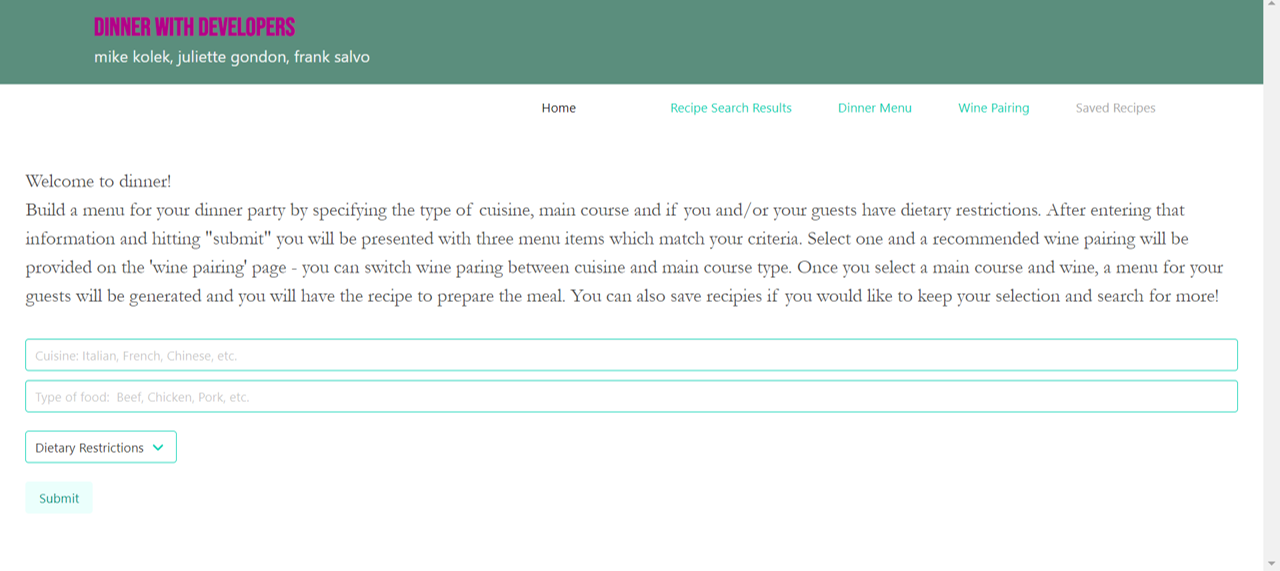 DINNER WITH DEVELOPERS
mike kolek, juliette gondon, frank salvo
Home Recipe Search Results Dinner Menu Wine Pairing Saved Recipes
Welcome to dinner!
Build a menu for your dinner party by specifying the type of cuisine, main course and if you and/or your guests have dietary restrictions. After entering that
information and hitting "submit" you will be presented with three menu items which match your criteria. Select one and a recommended wine pairing will be
provided on the 'wine pairing' page - you can switch wine paring between cuisine and main course type. Once you select a main course and wine, a menu for your
guests will be generated and you will have the recipe to prepare the meal. You can also save recipies if you would like to keep your selection and search for more!
Cuisine: Italian, French, Chinese, etc.
Type of food:  Beef, Chicken, Pork, etc.
Dietary Restrictions
Submit